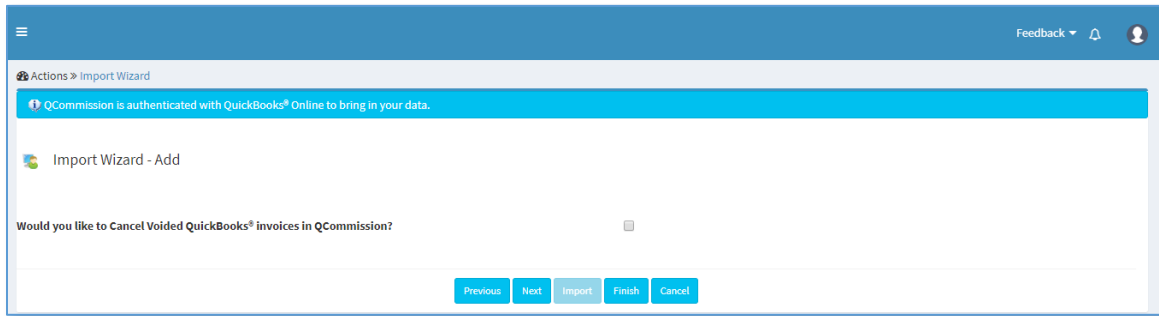 Feedback
Actions » Import Wizard
QCommission is authenticated with QuickBooks® Online to bring in your data.
Import Wizard - Add
Would you like to Cancel Voided QuickBooks® invoices in QCommission?
Previous Next Import Finish Cancel